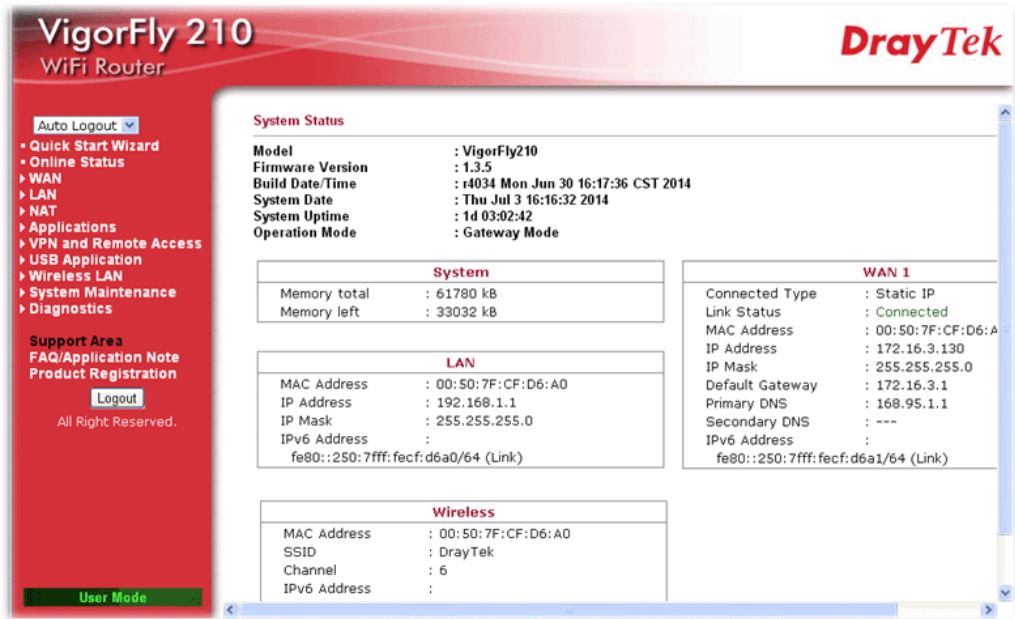 VigorFly 210
WiFi Router
DrayTek
Auto Logout
Quick Start Wizard
Online Status
WAN
LAN
NAT
Applications
VPN and Remote Access
USB Application
Wireless LAN
System Maintenance
Diagnostics
Support Area
FAQ/Application Note
Product Registration
Logout
All Right Reserved.
User Mode
System Status
Model : VigorFly210
Firmware Version : 1.3.5
Build Date/Time : r4034 Mon Jun 30 16:17:36 CST 2014
System Date : Thu Jul 3 16:16:32 2014
System Uptime : 1d 03:02:42
Operation Mode : Gateway Mode
System
Memory total : 61780 kB
Memory left : 33032 kB
LAN
MAC Address : 00:50:7F:CF:D6:A0
IP Address : 192.168.1.1
IP Mask : 255.255.255.0
IPv6 Address :
fe80::250:7fff:fecf:d6a0/64 (Link)
Wireless
MAC Address : 00:50:7F:CF:D6:A0
SSID : DrayTek
Channel : 6
IPv6 Address :
WAN 1
Connected Type : Static IP
Link Status : Connected
MAC Address : 00:50:7F:CF:D6:A
IP Address : 172.16.3.130
IP Mask : 255.255.255.0
Default Gateway : 172.16.3.1
Primary DNS : 168.95.1.1
Secondary DNS : ---
IPv6 Address :
fe80::250:7fff:fecf:d6a1/64 (Link)